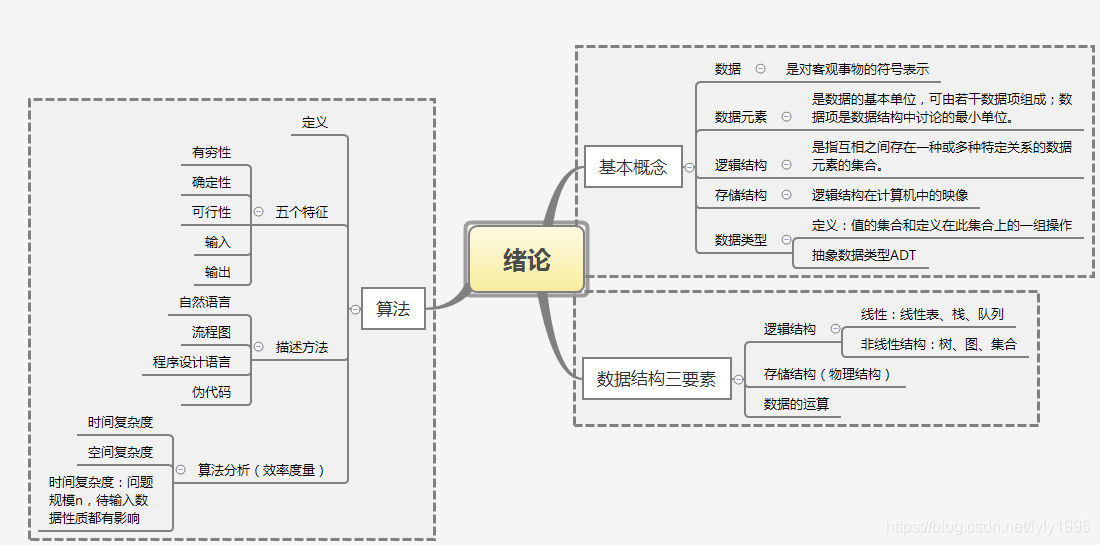 绪论
基本概念
数据
是对客观事物的符号表示
数据元素
是数据的基本单位，可由若干数据项组成；数
据项是数据结构中讨论的最小单位。
逻辑结构
是指互相之间存在一种或多种特定关系的数据
元素的集合。
存储结构
逻辑结构在计算机中的映像
数据类型
定义：值的集合和定义在此集合上的一组操作
抽象数据类型ADT
数据结构三要素
逻辑结构
线性：线性表、栈、队列
非线性结构：树、图、集合
存储结构（物理结构）
数据的运算
算法
定义
五个特征
有穷性
确定性
可行性
输入
输出
描述方法
自然语言
流程图
程序设计语言
伪代码
算法分析（效率度量）
时间复杂度
空间复杂度
时间复杂度：问题
规模n，待输入数
据性质都有影响
https://blog.csdn.net/lyly1995